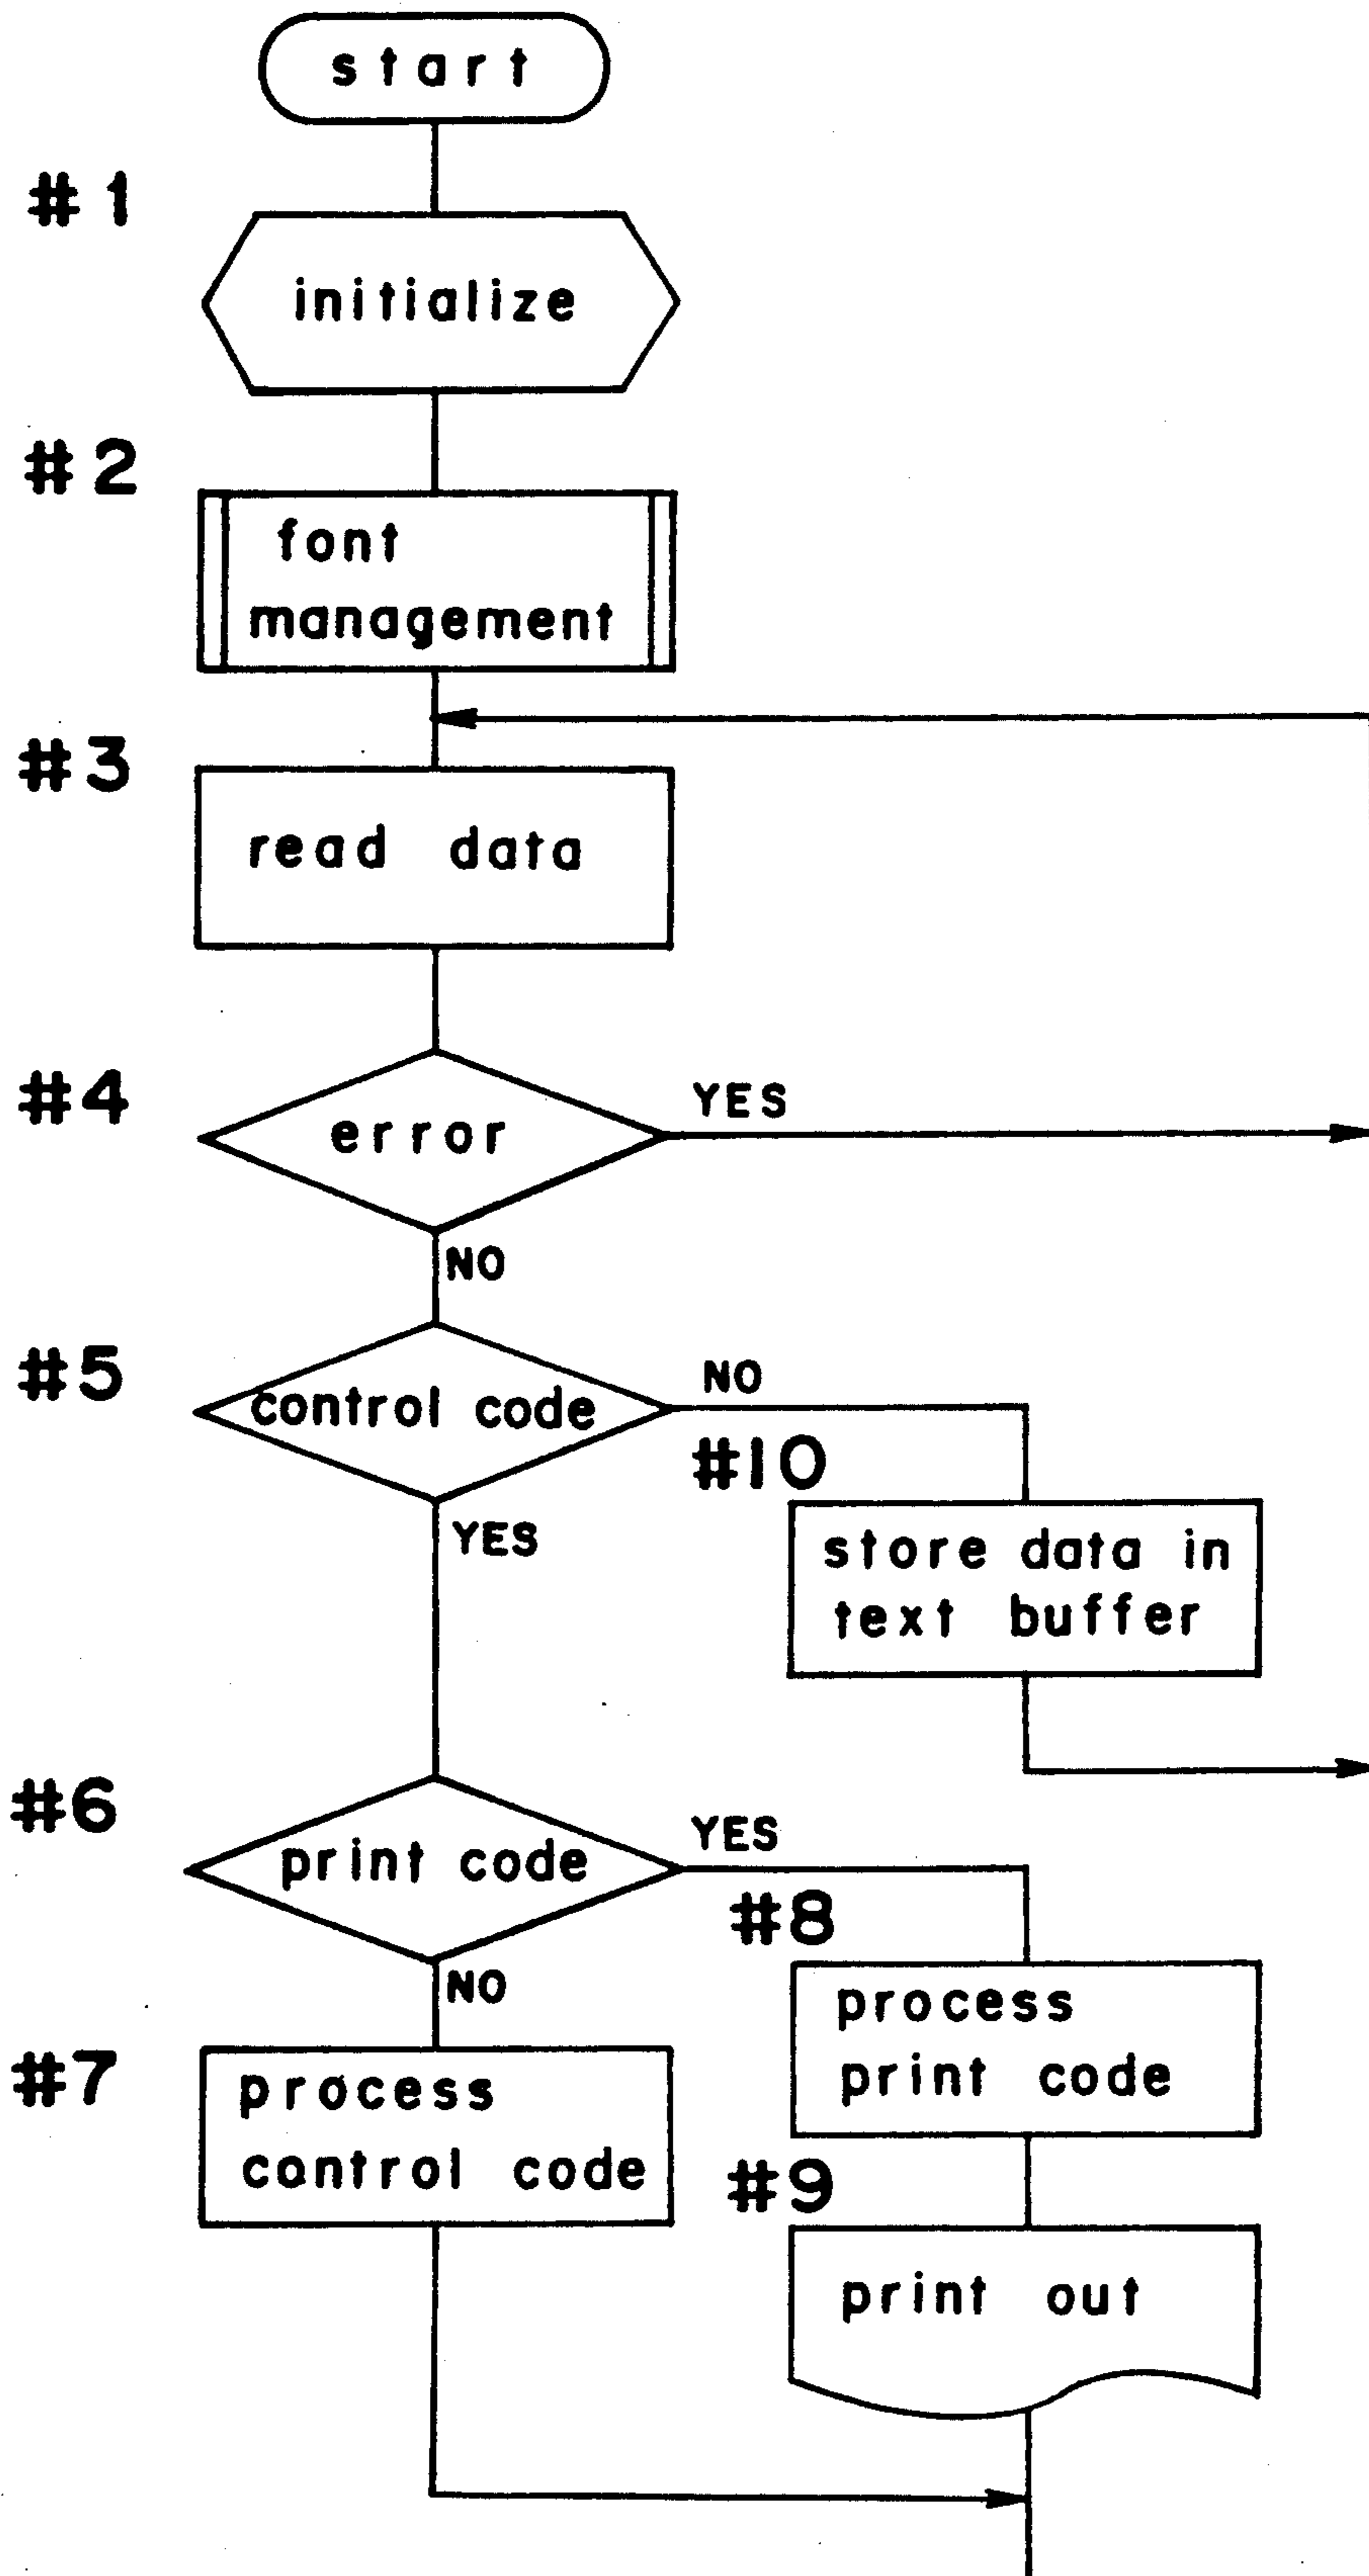 start
#1
initialize
#2
font
management
#3
read data
#4
error
YES
NO
#5
control code
NO
#10
YES
store data in
text buffer
#6
print code
YES
#8
NO
process
print code
#7
process
control code
#9
print out